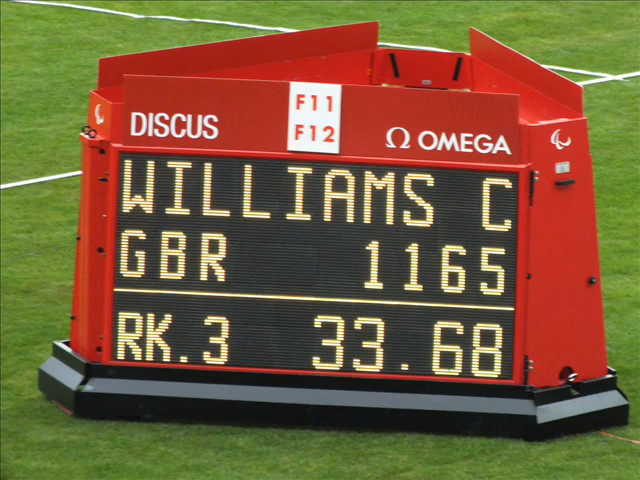 DISCUS
F11
F12
Ω OMEGA
WILLIAMS C
GBR 1165
RK.3 33.68